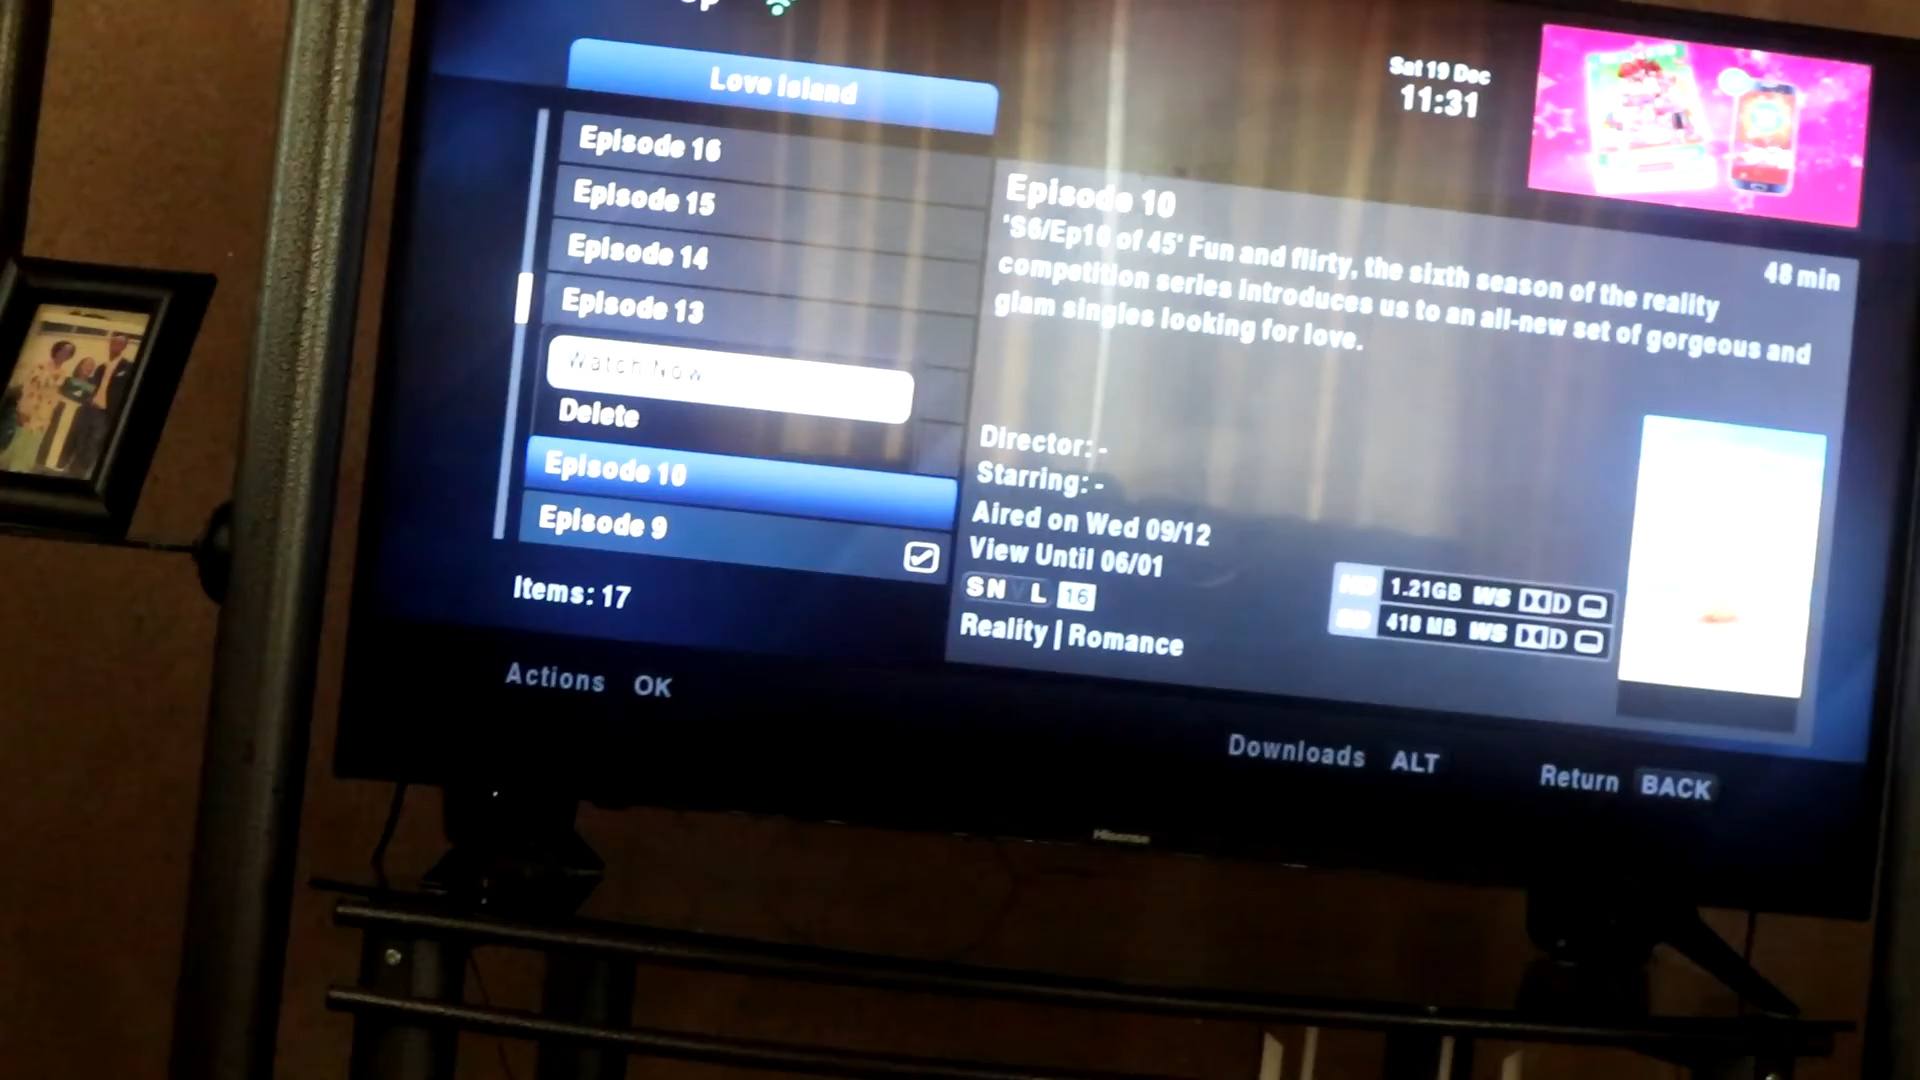 Love Island
Sat 19 Dec
11:31
Episode 16
Episode 15
Episode 14
Episode 13
Watch Now
Delete
Episode 10
Episode 9
Items: 17
Actions OK
Episode 10
48 min
'S6/Ep10 of 45' Fun and flirty, the sixth season of the reality
competition series introduces us to an all-new set of gorgeous and
glam singles looking for love.
Director: -
Starring: -
Aired on Wed 09/12
View Until 06/01
S N V L 16
Reality | Romance
HD 1.21GB WS D
SD 418 MB WS D
Downloads ALT
Return BACK
Hisense